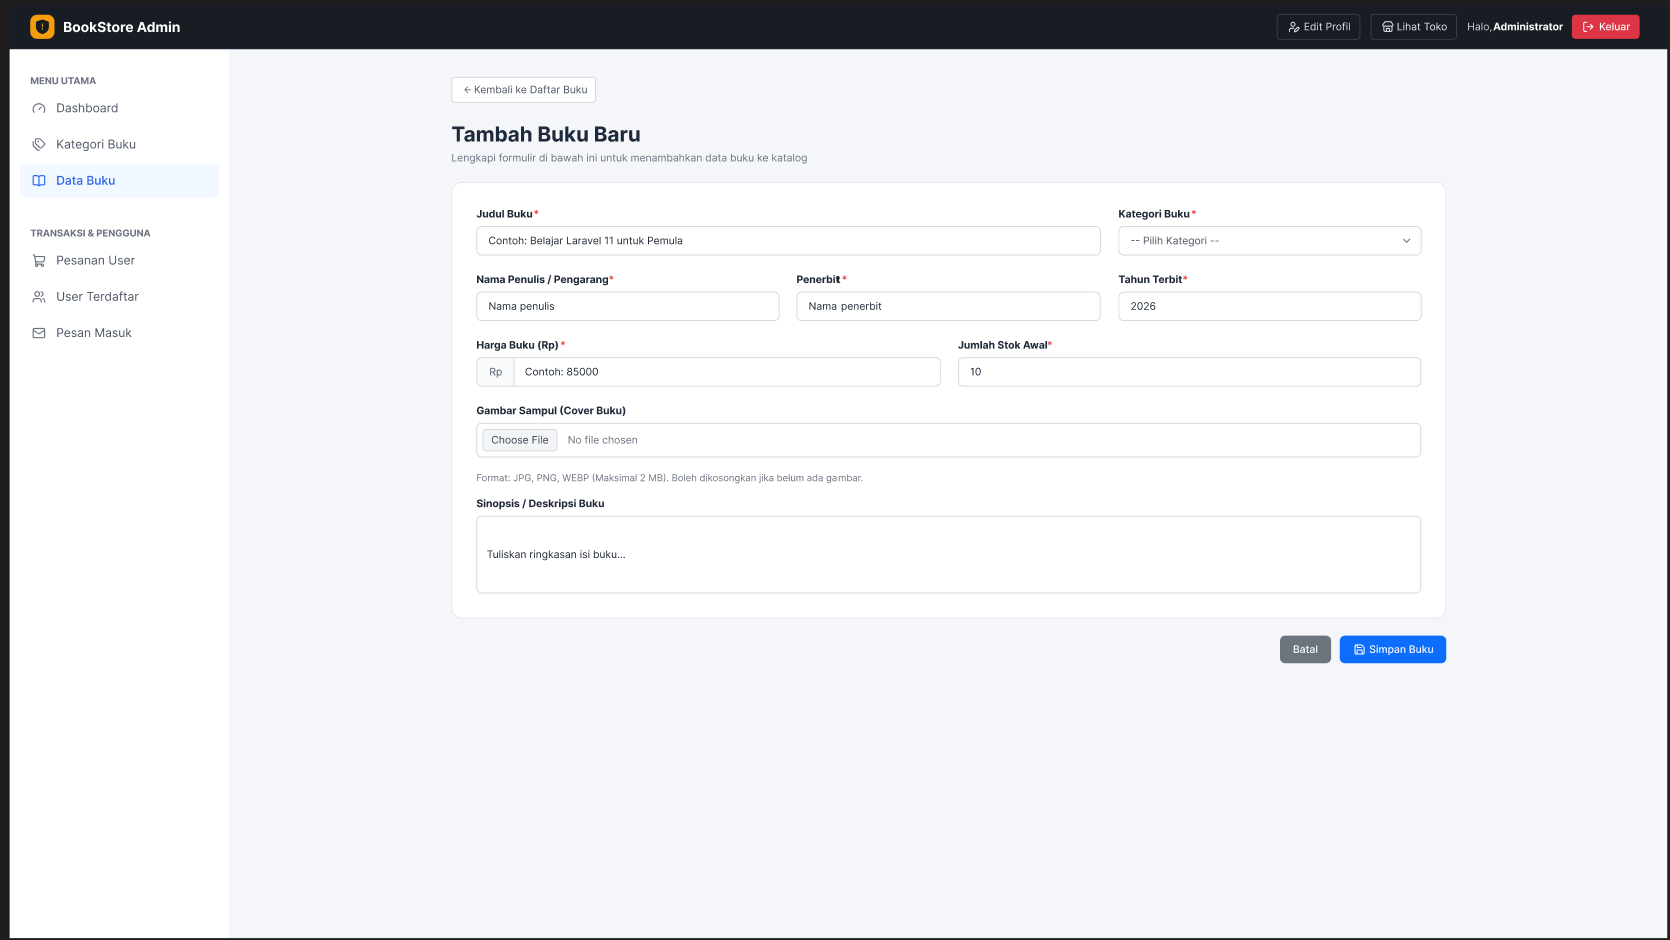 BookStore Admin
Edit Profil
Lihat Toko
Halo,Administrator
Keluar
MENU UTAMA
Dashboard
Kategori Buku
Data Buku
TRANSAKSI & PENGGUNA
Pesanan User
User Terdaftar
Pesan Masuk
← Kembali ke Daftar Buku
Tambah Buku Baru
Lengkapi formulir di bawah ini untuk menambahkan data buku ke katalog
Judul Buku*
Kategori Buku*
Contoh: Belajar Laravel 11 untuk Pemula
-- Pilih Kategori --
Nama Penulis / Pengarang*
Penerbit*
Tahun Terbit*
Nama penulis
Nama penerbit
2026
Harga Buku (Rp)*
Jumlah Stok Awal*
Rp
Contoh: 85000
10
Gambar Sampul (Cover Buku)
Choose File
No file chosen
Format: JPG, PNG, WEBP (Maksimal 2 MB). Boleh dikosongkan jika belum ada gambar.
Sinopsis / Deskripsi Buku
Tuliskan ringkasan isi buku...
Batal
Simpan Buku